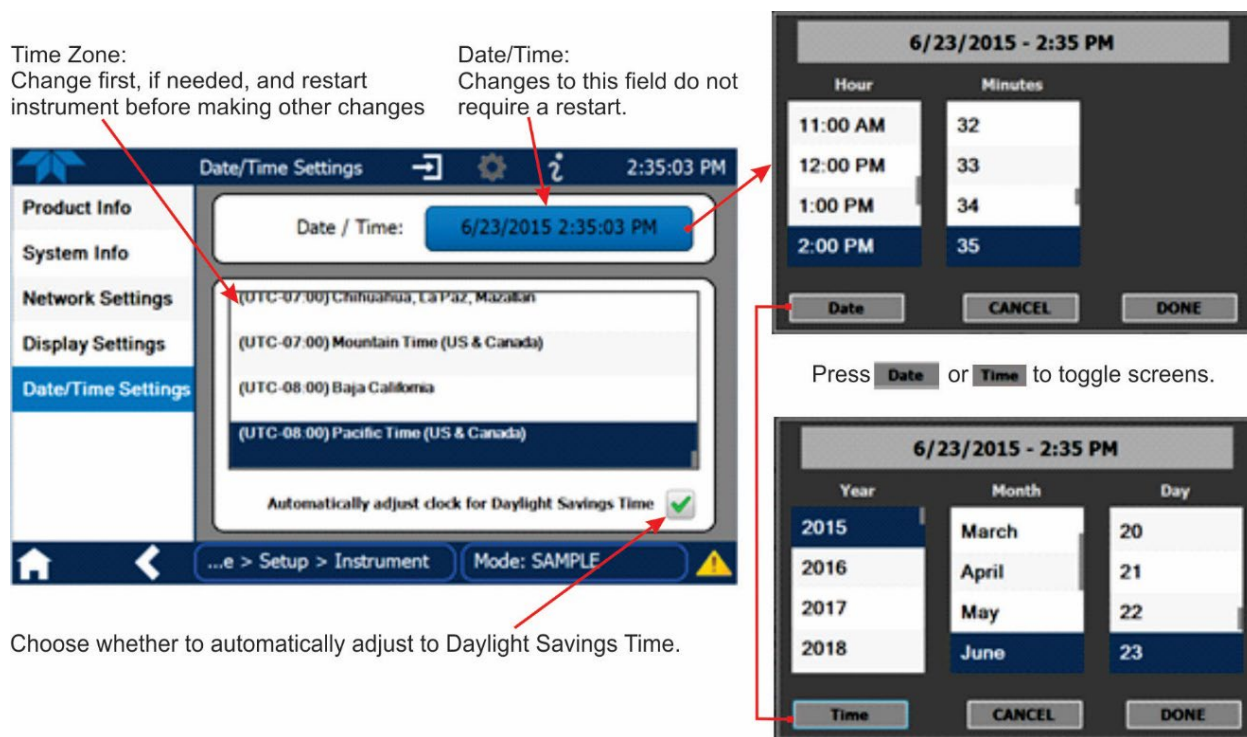 Time Zone:
Change first, if needed, and restart
instrument before making other changes
Date/Time:
Changes to this field do not
require a restart.
Date/Time Settings
2:35:03 PM
Product Info
System Info
Network Settings
Display Settings
Date/Time Settings
Date / Time:
6/23/2015 2:35:03 PM
(UTC-07:00) Chihuahua, La Paz, Mazatlan
(UTC-07:00) Mountain Time (US & Canada)
(UTC-08:00) Baja California
(UTC-08:00) Pacific Time (US & Canada)
Automatically adjust clock for Daylight Savings Time
...e > Setup > Instrument
Mode: SAMPLE
Choose whether to automatically adjust to Daylight Savings Time.
6/23/2015 - 2:35 PM
Hour Minutes
11:00 AM 32
12:00 PM 33
1:00 PM 34
2:00 PM 35
Date CANCEL DONE
Press Date or Time to toggle screens.
6/23/2015 - 2:35 PM
Year Month Day
2015 March 20
2016 April 21
2017 May 22
2018 June 23
Time CANCEL DONE